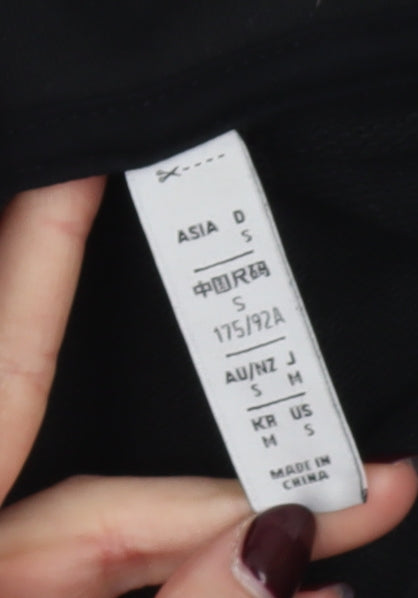 ASIA D
S
中国尺码
S
175/92A
AU/NZ J
S M
KR US
M S
MADE IN
CHINA